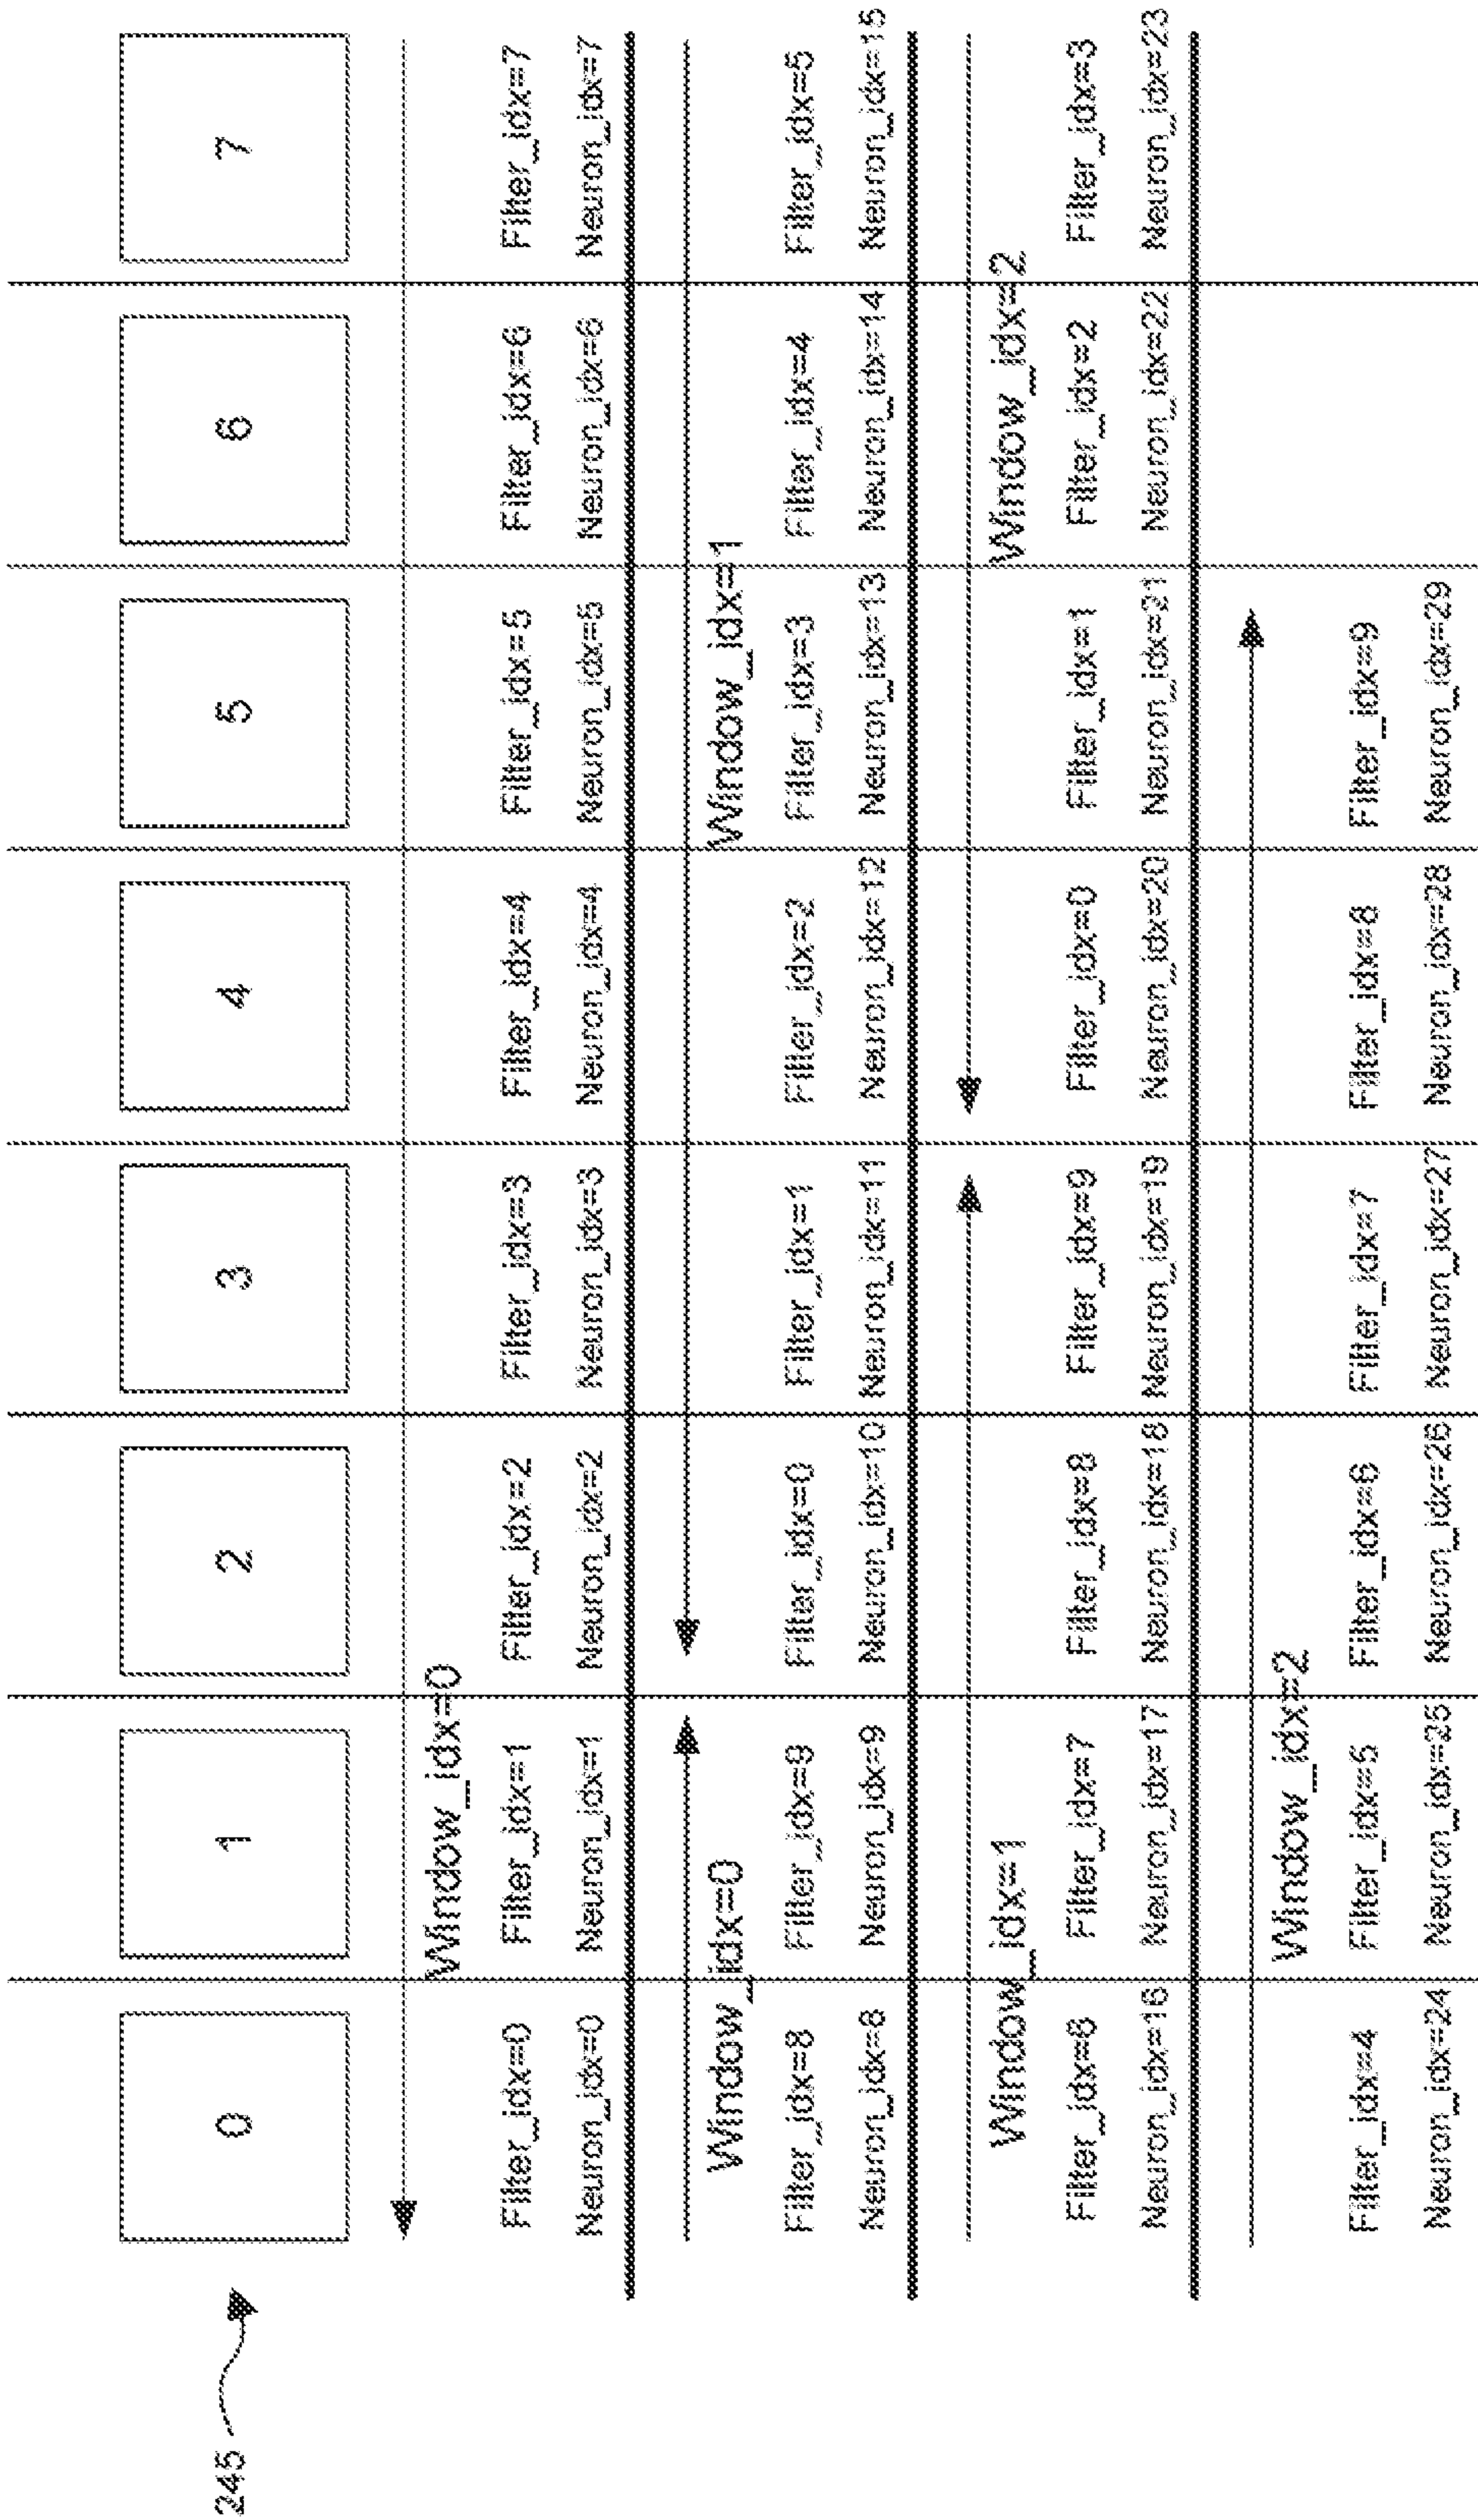 245
0 1 2 3 4 5 6 7
Window_idx=0
Filter_idx=0 Filter_idx=1 Filter_idx=2 Filter_idx=3 Filter_idx=4 Filter_idx=5 Filter_idx=6 Filter_idx=7
Neuron_idx=0 Neuron_idx=1 Neuron_idx=2 Neuron_idx=3 Neuron_idx=4 Neuron_idx=5 Neuron_idx=6 Neuron_idx=7
Window_idx=0 Window_idx=1
Filter_idx=8 Filter_idx=9 Filter_idx=0 Filter_idx=1 Filter_idx=2 Filter_idx=3 Filter_idx=4 Filter_idx=5
Neuron_idx=8 Neuron_idx=9 Neuron_idx=10 Neuron_idx=11 Neuron_idx=12 Neuron_idx=13 Neuron_idx=14 Neuron_idx=15
Window_idx=1 Window_idx=2
Filter_idx=6 Filter_idx=7 Filter_idx=8 Filter_idx=9 Filter_idx=0 Filter_idx=1 Filter_idx=2 Filter_idx=3
Neuron_idx=16 Neuron_idx=17 Neuron_idx=18 Neuron_idx=19 Neuron_idx=20 Neuron_idx=21 Neuron_idx=22 Neuron_idx=23
Window_idx=2
Filter_idx=4 Filter_idx=5 Filter_idx=6 Filter_idx=7 Filter_idx=8 Filter_idx=9
Neuron_idx=24 Neuron_idx=25 Neuron_idx=26 Neuron_idx=27 Neuron_idx=28 Neuron_idx=29